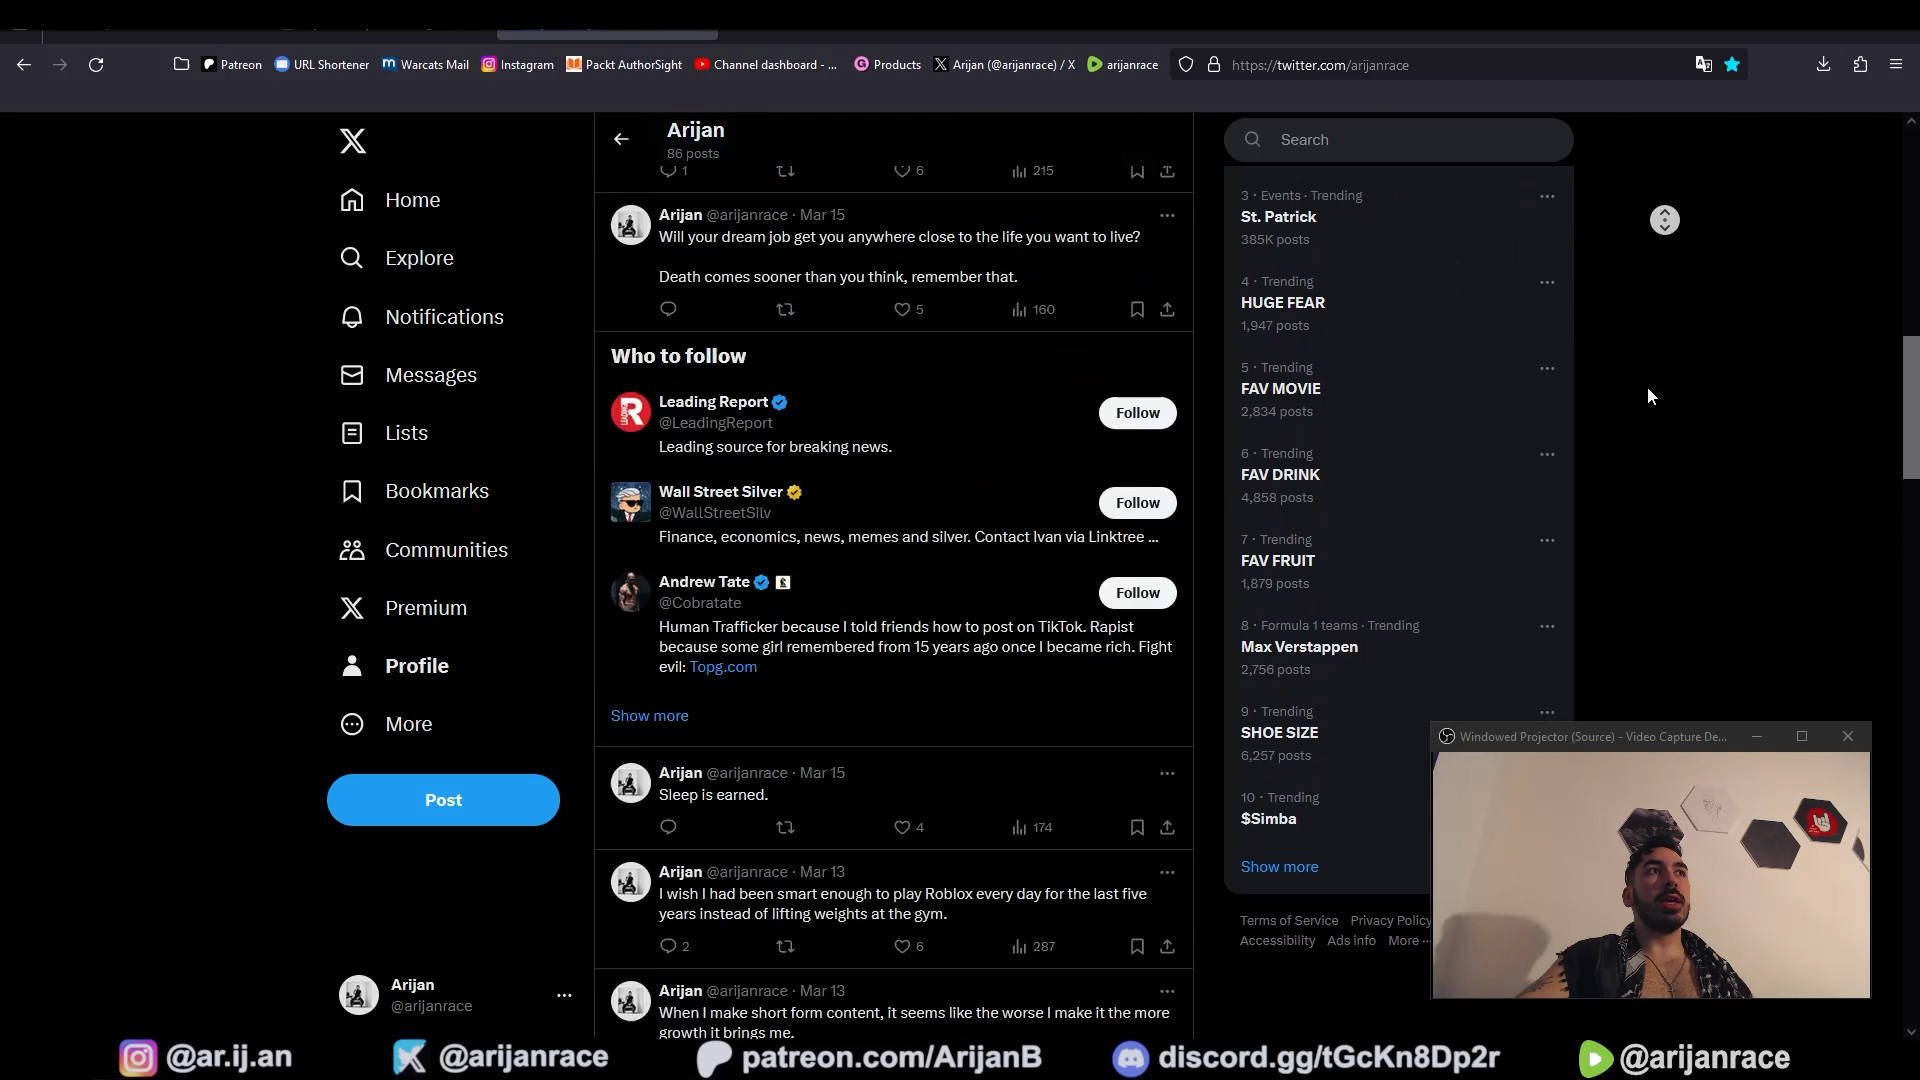 Patreon
URL Shortener
Warcats Mail
Instagram
Packt AuthorSight
Channel dashboard - ...
Products
Arijan (@arijanrace) / X
arijanrace
https://twitter.com/arijanrace
Home
Explore
Notifications
Messages
Lists
Bookmarks
Communities
Premium
Profile
More
Post
Arijan
@arijanrace
Arijan
86 posts
1
6
215
Arijan @arijanrace · Mar 15
Will your dream job get you anywhere close to the life you want to live?
Death comes sooner than you think, remember that.
5
160
Who to follow
Leading Report
@LeadingReport
Follow
Leading source for breaking news.
Wall Street Silver
@WallStreetSilv
Follow
Finance, economics, news, memes and silver. Contact Ivan via Linktree ...
Andrew Tate
@Cobratate
Follow
Human Trafficker because I told friends how to post on TikTok. Rapist
because some girl remembered from 15 years ago once I became rich. Fight
evil: Topg.com
Show more
Arijan @arijanrace · Mar 15
Sleep is earned.
4
174
Arijan @arijanrace · Mar 13
I wish I had been smart enough to play Roblox every day for the last five
years instead of lifting weights at the gym.
2
6
287
Arijan @arijanrace · Mar 13
When I make short form content, it seems like the worse I make it the more
growth it brings me.
Search
3 · Events · Trending
St. Patrick
385K posts
4 · Trending
HUGE FEAR
1,947 posts
5 · Trending
FAV MOVIE
2,834 posts
6 · Trending
FAV DRINK
4,858 posts
7 · Trending
FAV FRUIT
1,879 posts
8 · Formula 1 teams · Trending
Max Verstappen
2,756 posts
9 · Trending
SHOE SIZE
6,257 posts
10 · Trending
$Simba
Show more
Terms of Service Privacy Policy
Accessibility Ads info More ...
Windowed Projector (Source) - Video Capture De...
@ar.ij.an
@arijanrace
patreon.com/ArijanB
discord.gg/tGcKn8Dp2r
@arijanrace